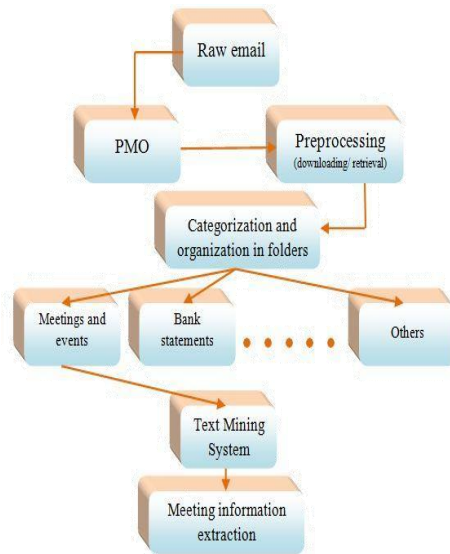 Raw email
PMO
Preprocessing
(downloading/ retrieval)
Categorization and
organization in folders
Meetings and
events
Bank
statements
Others
Text Mining
System
Meeting information
extraction